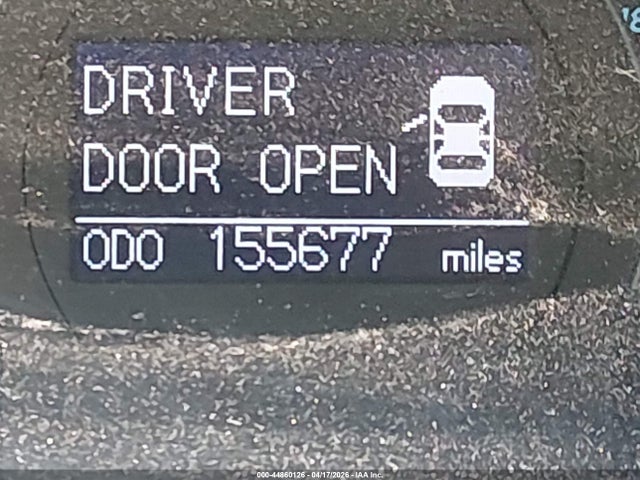 DRIVER
DOOR OPEN
ODO 155677 miles
000-44860126 - 04/17/2026 - IAA Inc.